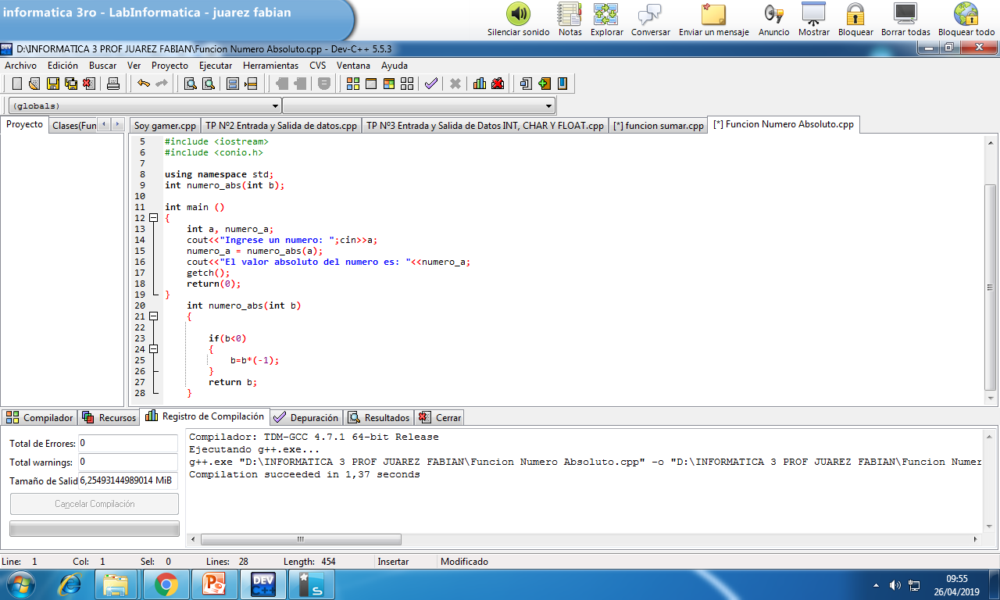 informatica 3ro - LabInformatica - juarez fabian
Silenciar sonido Notas Explorar Conversar Enviar un mensaje Anuncio Mostrar Bloquear Borrar todas Bloquear todo
D:\INFORMATICA 3 PROF JUAREZ FABIAN\Funcion Numero Absoluto.cpp - Dev-C++ 5.5.3
Archivo Edición Buscar Ver Proyecto Ejecutar Herramientas CVS Ventana Ayuda
(globals)
Proyecto Clases(Fun Soy gamer.cpp TP Nº2 Entrada y Salida de datos.cpp TP Nº3 Entrada y Salida de Datos INT, CHAR Y FLOAT.cpp [*] funcion sumar.cpp [*] Funcion Numero Absoluto.cpp
5 #include <iostream>
6 #include <conio.h>
7
8 using namespace std;
9 int numero_abs(int b);
10
11 int main ()
12 {
13 int a, numero_a;
14 cout<<"Ingrese un numero: ";cin>>a;
15 numero_a = numero_abs(a);
16 cout<<"El valor absoluto del numero es: "<<numero_a;
17 getch();
18 return(0);
19 }
20 int numero_abs(int b)
21 {
22
23 if(b<0)
24 {
25 b=b*(-1);
26 }
27 return b;
28 }
Compilador Recursos Registro de Compilación Depuración Resultados Cerrar
Total de Errores: 0
Total warnings: 0
Tamaño de Salid 6,25493144989014 MiB
Cancelar Compilación
Compilador: TDM-GCC 4.7.1 64-bit Release
Ejecutando g++.exe...
g++.exe "D:\INFORMATICA 3 PROF JUAREZ FABIAN\Funcion Numero Absoluto.cpp" -o "D:\INFORMATICA 3 PROF JUAREZ FABIAN\Funcion Numer
Compilation succeeded in 1,37 seconds
Line: 1 Col: 1 Sel: 0 Lines: 28 Length: 454 Insertar Modificado
DEV
C++
S
09:55
26/04/2019